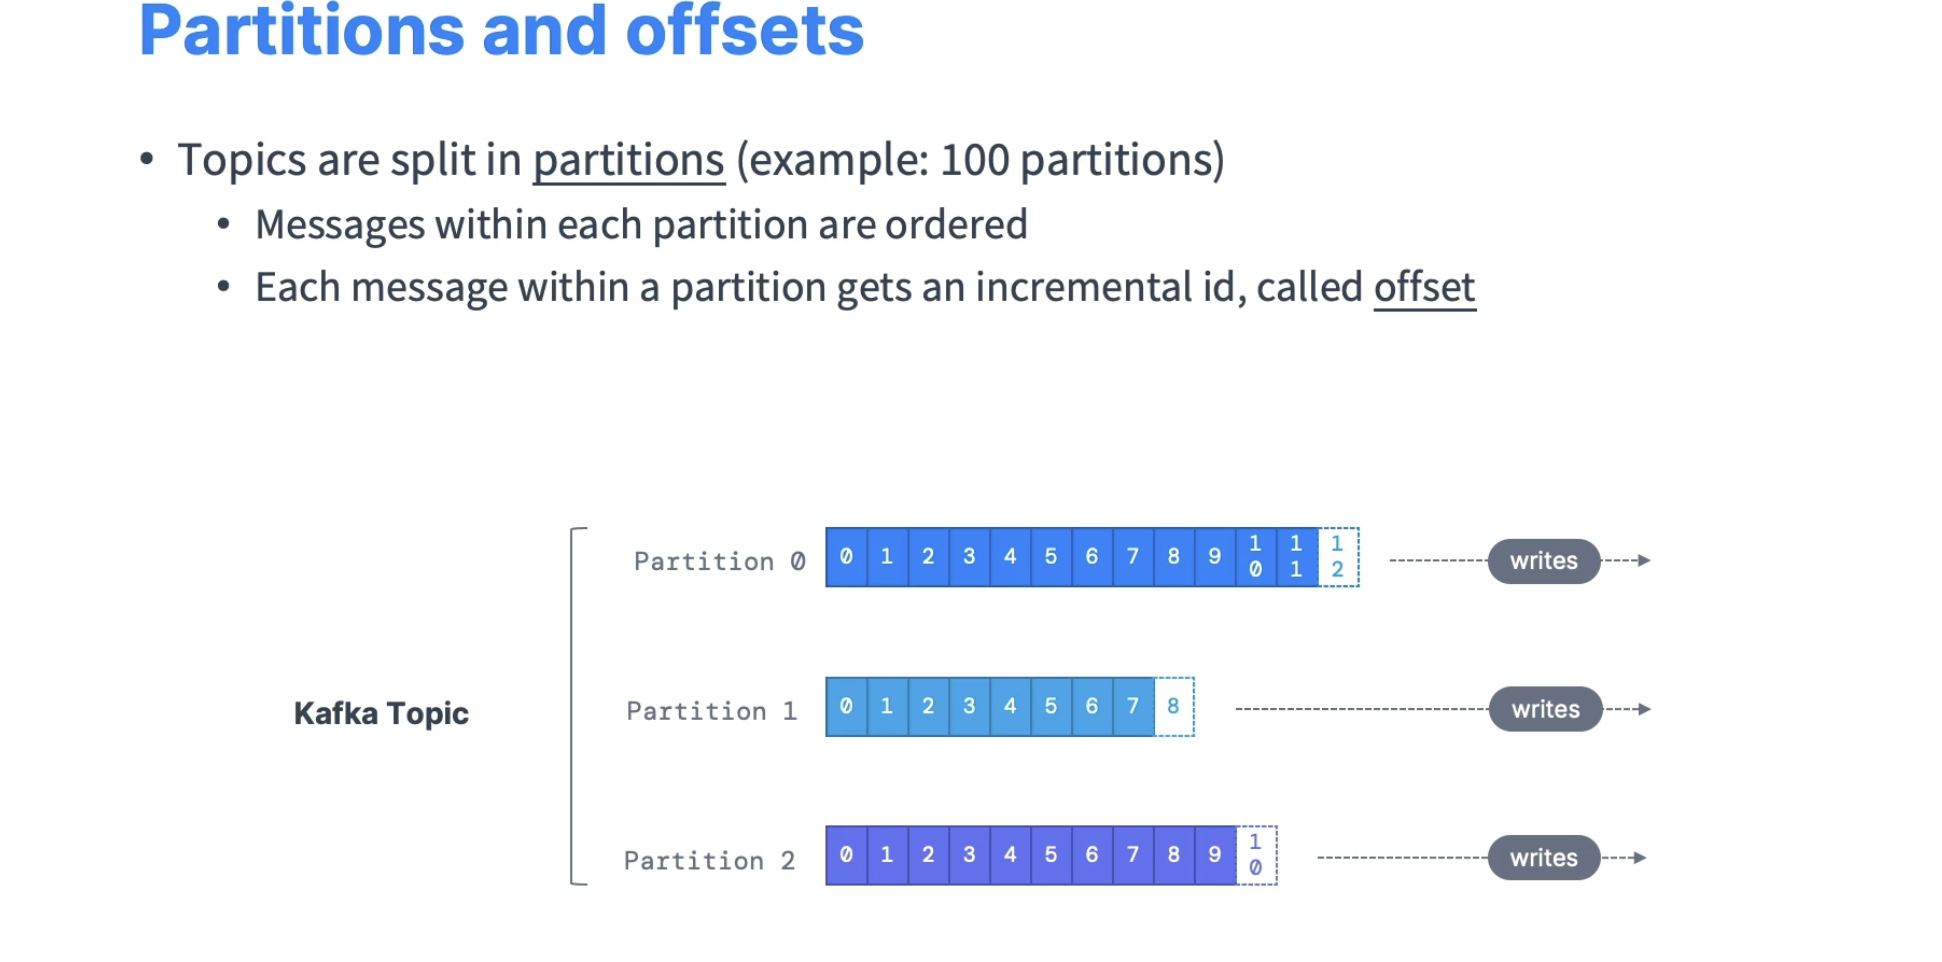 Partitions and offsets
• Topics are split in partitions (example: 100 partitions)
• Messages within each partition are ordered
• Each message within a partition gets an incremental id, called offset
Kafka Topic
Partition 0 0 1 2 3 4 5 6 7 8 9 10 11 12 writes
Partition 1 0 1 2 3 4 5 6 7 8 writes
Partition 2 0 1 2 3 4 5 6 7 8 9 10 writes